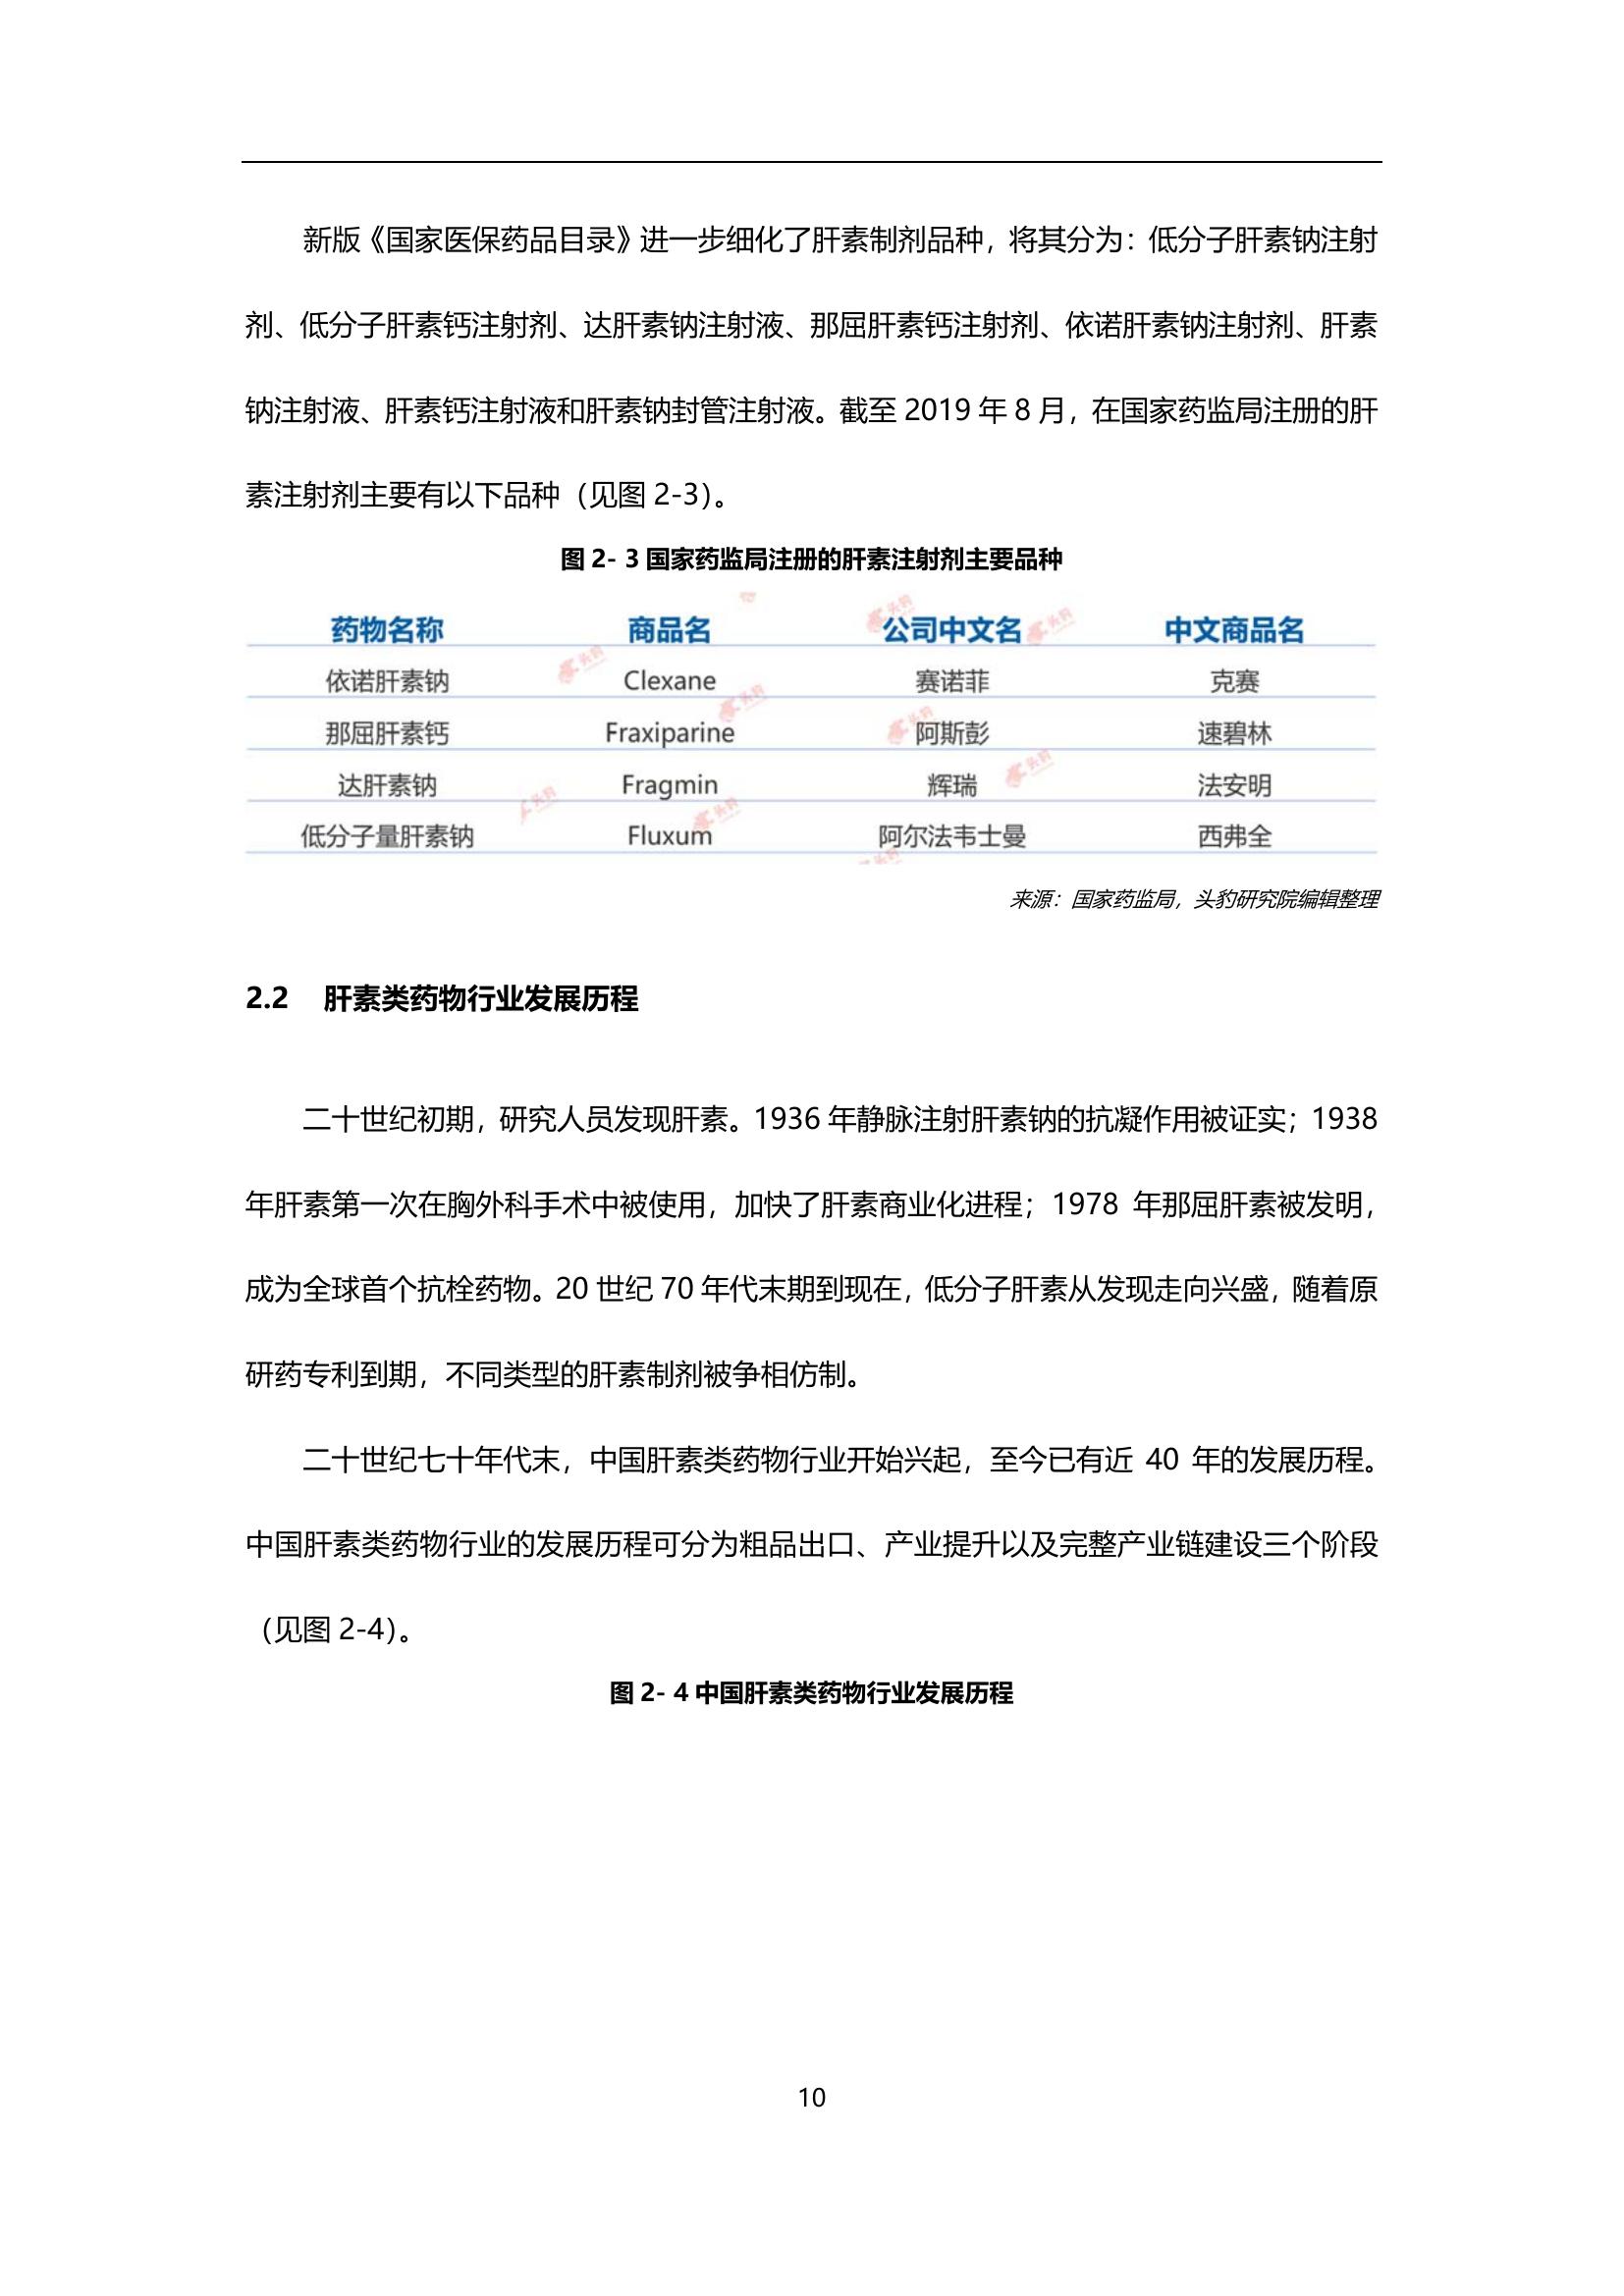 新版《国家医保药品目录》进一步细化了肝素制剂品种，将其分为：低分子肝素钠注射
剂、低分子肝素钙注射剂、达肝素钠注射液、那屈肝素钙注射剂、依诺肝素钠注射剂、肝素
钠注射液、肝素钙注射液和肝素钠封管注射液。截至 2019 年 8 月，在国家药监局注册的肝
素注射剂主要有以下品种（见图 2-3）。
图 2- 3 国家药监局注册的肝素注射剂主要品种
药物名称 商品名 公司中文名 中文商品名
依诺肝素钠 Clexane 赛诺菲 克赛
那屈肝素钙 Fraxiparine 阿斯彭 速碧林
达肝素钠 Fragmin 辉瑞 法安明
低分子量肝素钠 Fluxum 阿尔法韦士曼 西弗全
来源：国家药监局，头豹研究院编辑整理
2.2 肝素类药物行业发展历程
二十世纪初期，研究人员发现肝素。1936 年静脉注射肝素钠的抗凝作用被证实；1938
年肝素第一次在胸外科手术中被使用，加快了肝素商业化进程；1978 年那屈肝素被发明，
成为全球首个抗栓药物。20 世纪 70 年代末期到现在，低分子肝素从发现走向兴盛，随着原
研药专利到期，不同类型的肝素制剂被争相仿制。
二十世纪七十年代末，中国肝素类药物行业开始兴起，至今已有近 40 年的发展历程。
中国肝素类药物行业的发展历程可分为粗品出口、产业提升以及完整产业链建设三个阶段
（见图 2-4）。
图 2- 4 中国肝素类药物行业发展历程
10